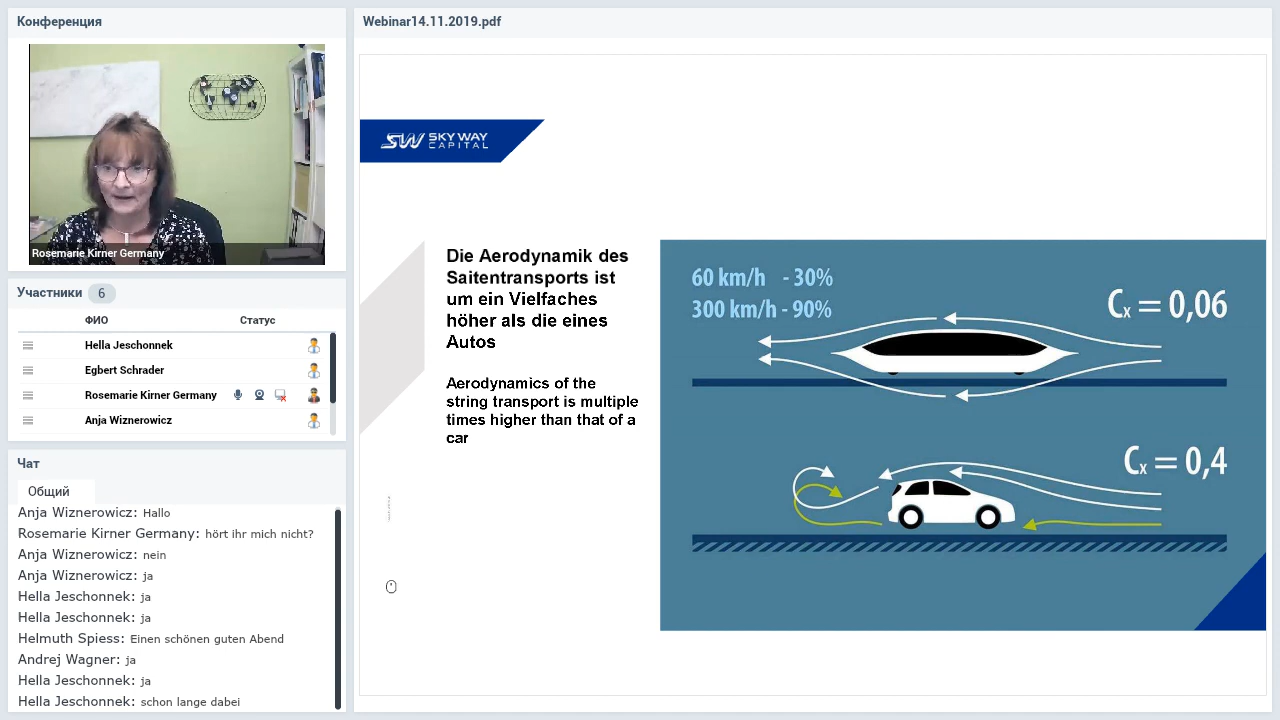 Конференция
Rosemarie Kirner Germany
Участники 6
ФИО Статус
Hella Jeschonnek
Egbert Schrader
Rosemarie Kirner Germany
Anja Wiznerowicz
Чат
Общий
Anja Wiznerowicz: Hallo
Rosemarie Kirner Germany: hört ihr mich nicht?
Anja Wiznerowicz: nein
Anja Wiznerowicz: ja
Hella Jeschonnek: ja
Hella Jeschonnek: ja
Helmuth Spiess: Einen schönen guten Abend
Andrej Wagner: ja
Hella Jeschonnek: ja
Hella Jeschonnek: schon lange dabei
Webinar14.11.2019.pdf
SW SKYWAY
CAPITAL
Die Aerodynamik des
Saitentransports ist
um ein Vielfaches
höher als die eines
Autos
Aerodynamics of the
string transport is multiple
times higher than that of a
car
60 km/h - 30%
300 km/h - 90%
Cx = 0,06
Cx = 0,4